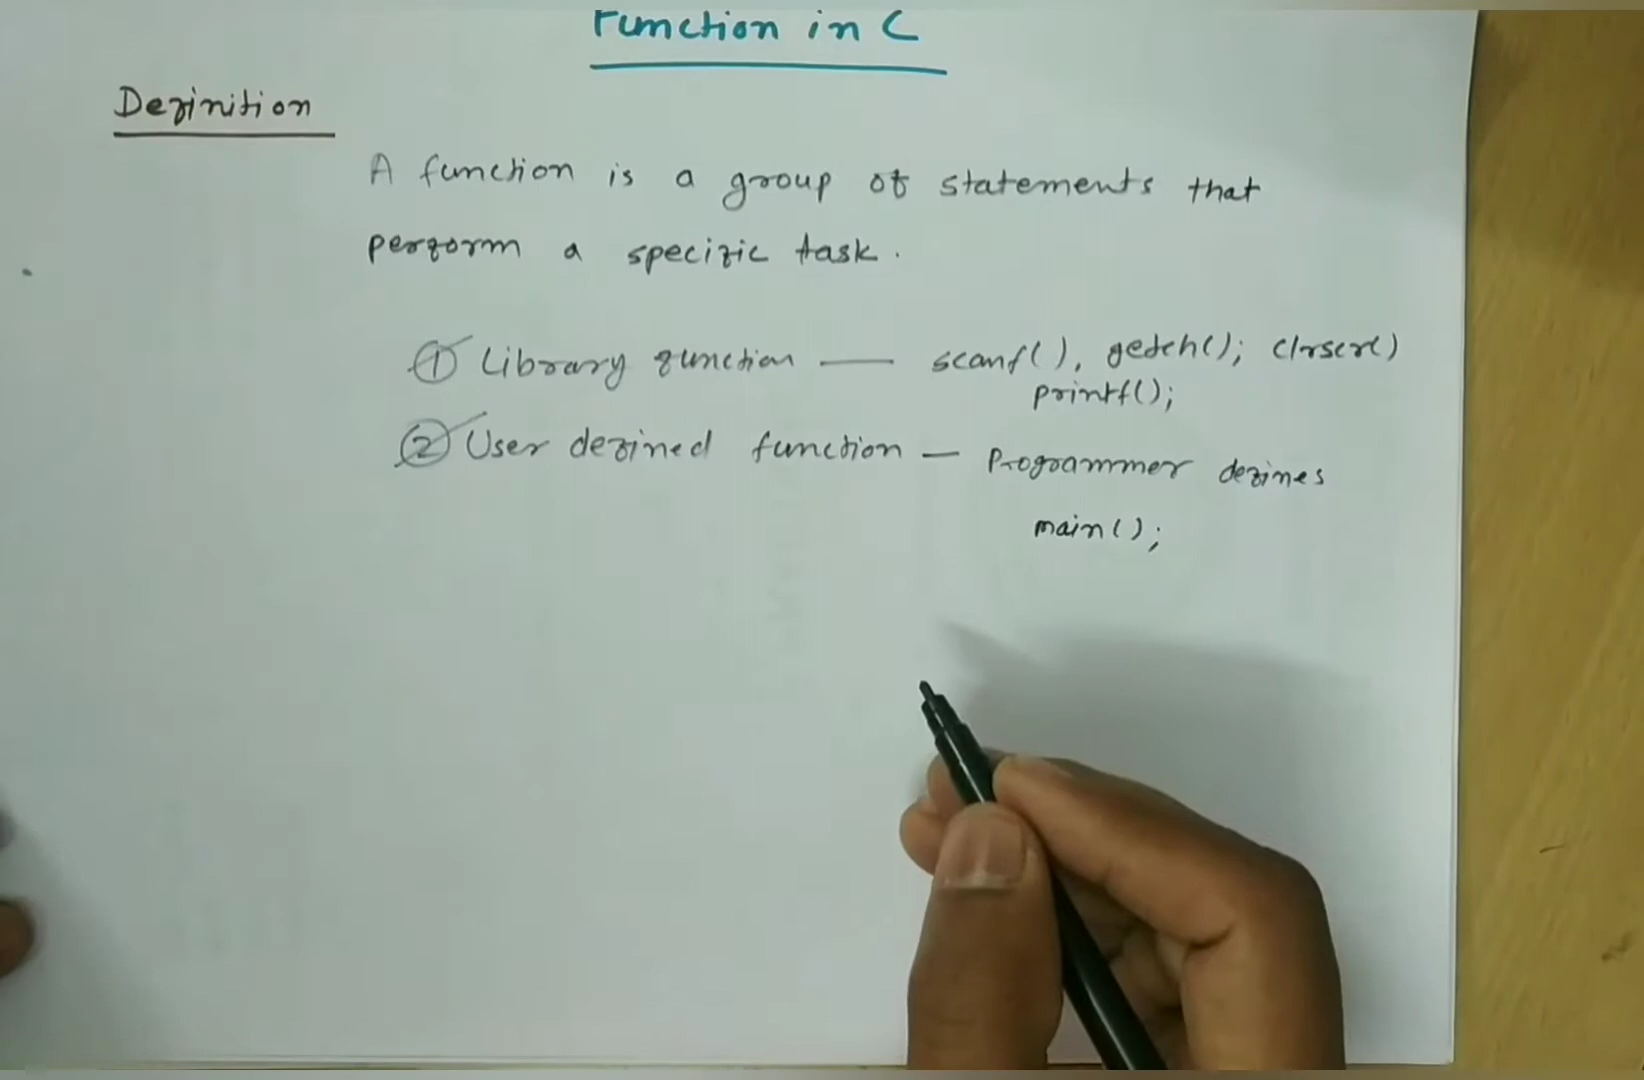 Function in C
Definition
A function is a group of statements that
perform a specific task.
① Library function — scanf(), getch(); clrscr()
printf();
② User defined function — Programmer defines
main();